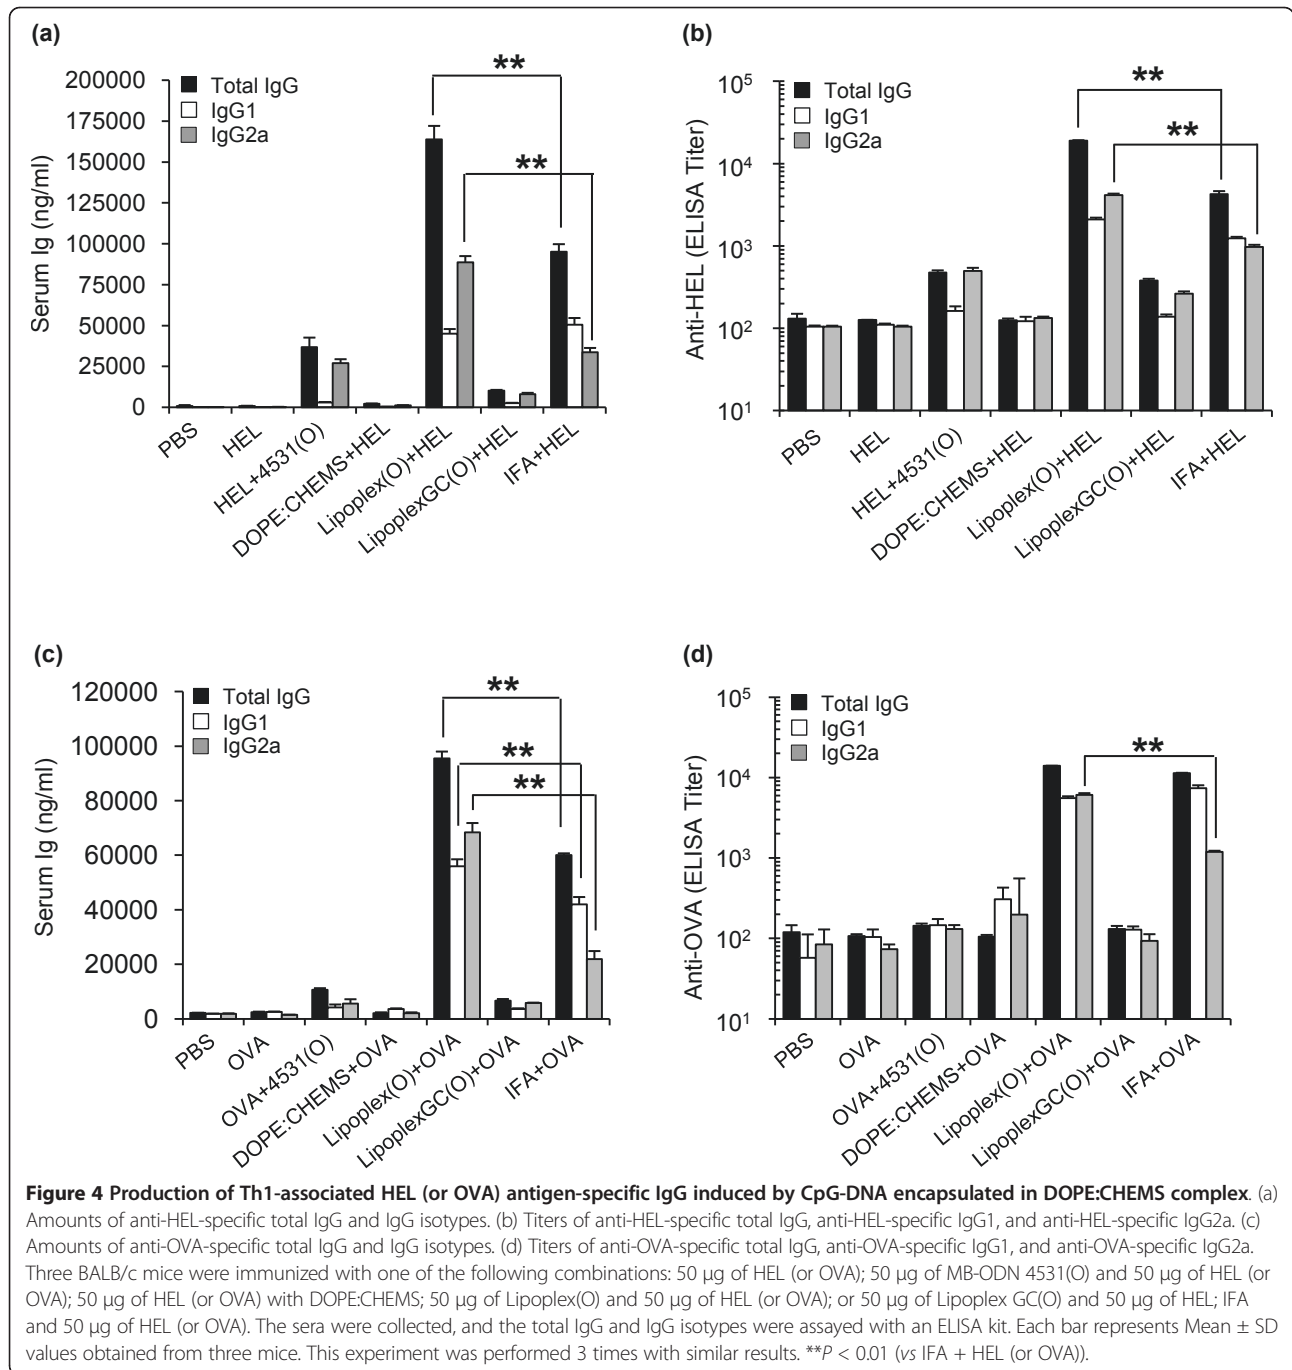 (a)
200000
175000
150000
125000
100000
75000
50000
25000
0
Serum Ig (ng/ml)
Total IgG
IgG1
IgG2a
**
**
PBS
HEL
HEL+4531(O)
DOPE:CHEMS+HEL
Lipoplex(O)+HEL
LipoplexGC(O)+HEL
IFA+HEL
(b)
10^5
10^4
10^3
10^2
10^1
Anti-HEL (ELISA Titer)
Total IgG
IgG1
IgG2a
**
**
PBS
HEL
HEL+4531(O)
DOPE:CHEMS+HEL
Lipoplex(O)+HEL
LipoplexGC(O)+HEL
IFA+HEL
(c)
120000
100000
80000
60000
40000
20000
0
Serum Ig (ng/ml)
Total IgG
IgG1
IgG2a
**
**
**
PBS
OVA
OVA+4531(O)
DOPE:CHEMS+OVA
Lipoplex(O)+OVA
LipoplexGC(O)+OVA
IFA+OVA
(d)
10^5
10^4
10^3
10^2
10^1
Anti-OVA (ELISA Titer)
Total IgG
IgG1
IgG2a
**
PBS
OVA
OVA+4531(O)
DOPE:CHEMS+OVA
Lipoplex(O)+OVA
LipoplexGC(O)+OVA
IFA+OVA
Figure 4 Production of Th1-associated HEL (or OVA) antigen-specific IgG induced by CpG-DNA encapsulated in DOPE:CHEMS complex. (a)
Amounts of anti-HEL-specific total IgG and IgG isotypes. (b) Titers of anti-HEL-specific total IgG, anti-HEL-specific IgG1, and anti-HEL-specific IgG2a. (c)
Amounts of anti-OVA-specific total IgG and IgG isotypes. (d) Titers of anti-OVA-specific total IgG, anti-OVA-specific IgG1, and anti-OVA-specific IgG2a.
Three BALB/c mice were immunized with one of the following combinations: 50 μg of HEL (or OVA); 50 μg of MB-ODN 4531(O) and 50 μg of HEL (or
OVA); 50 μg of HEL (or OVA) with DOPE:CHEMS; 50 μg of Lipoplex(O) and 50 μg of HEL (or OVA); or 50 μg of Lipoplex GC(O) and 50 μg of HEL; IFA
and 50 μg of HEL (or OVA). The sera were collected, and the total IgG and IgG isotypes were assayed with an ELISA kit. Each bar represents Mean ± SD
values obtained from three mice. This experiment was performed 3 times with similar results. **P < 0.01 (vs IFA + HEL (or OVA)).